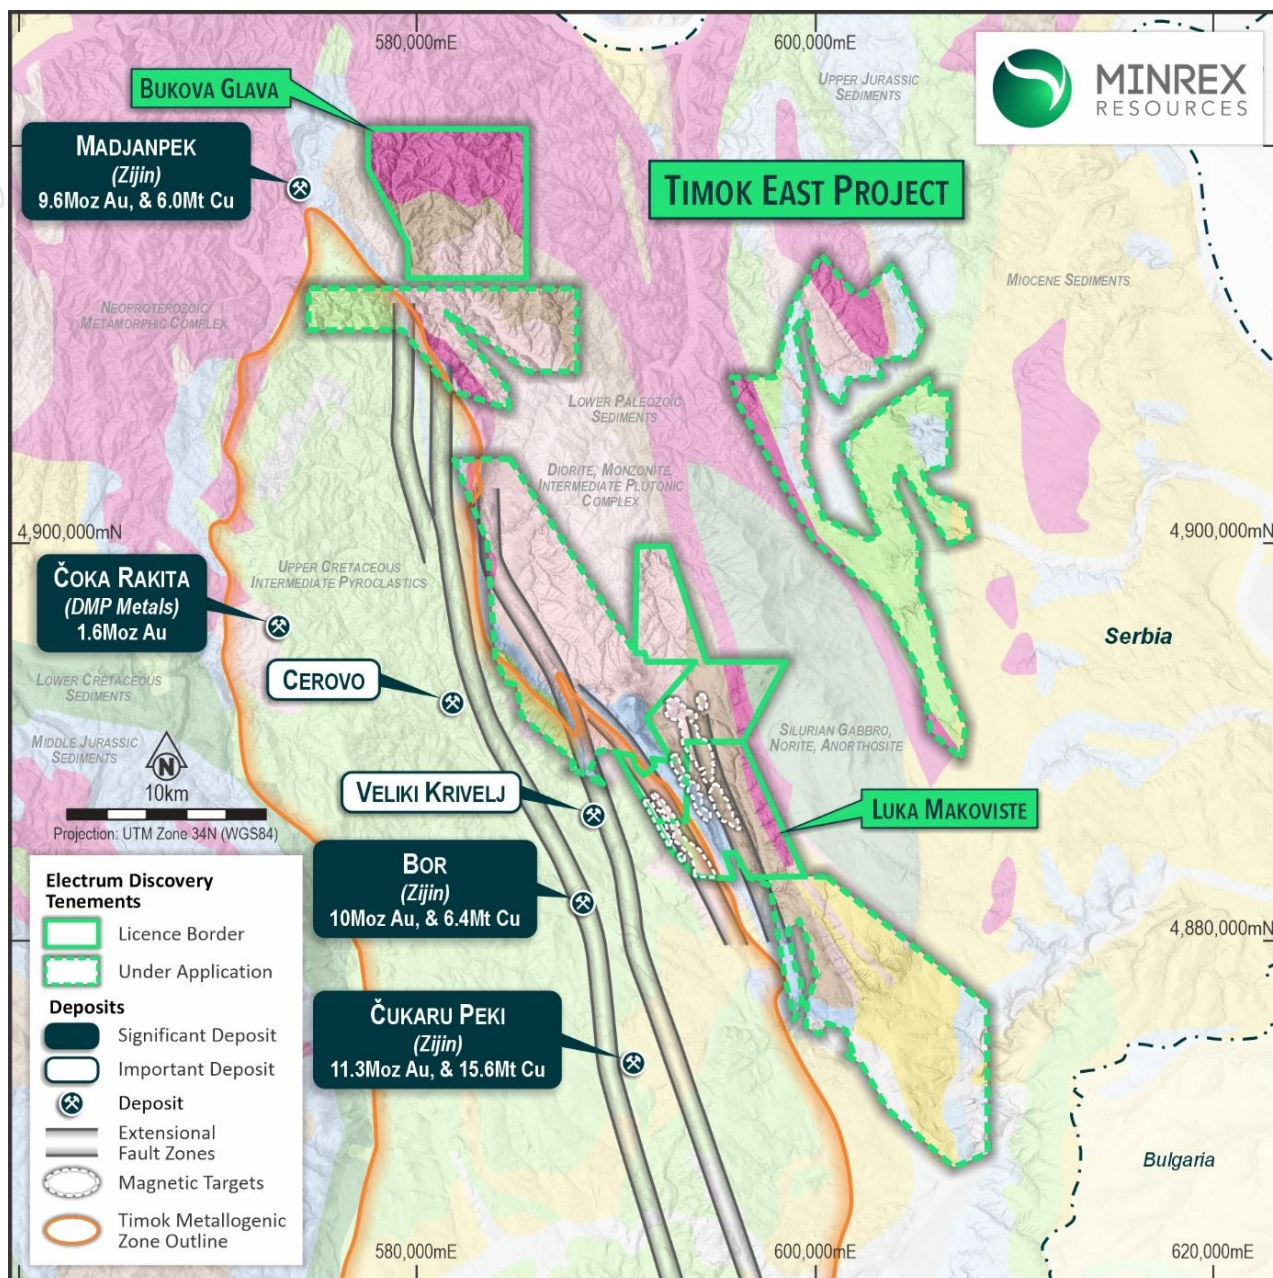 580,000mE
600,000mE
MINREX
RESOURCES
UPPER JURASSIC
SEDIMENTS
BUKOVA GLAVA
MADJANPEK
(Zijin)
9.6Moz Au, & 6.0Mt Cu
TIMOK EAST PROJECT
MIOCENE SEDIMENTS
NEOPROTEROZOIC
METAMORPHIC COMPLEX
LOWER PALEOZOIC
SEDIMENTS
DIORITE, MONZONITE,
INTERMEDIATE PLUTONIC
COMPLEX
4,900,000mN
4,900,000mN
UPPER CRETACEOUS
INTERMEDIATE PYROCLASTICS
ČOKA RAKITA
(DMP Metals)
1.6Moz Au
Serbia
LOWER CRETACEOUS
SEDIMENTS
CEROVO
MIDDLE JURASSIC
SEDIMENTS
SILURIAN GABBRO,
NORITE, ANORTHOSITE
N
10km
Projection: UTM Zone 34N (WGS84)
VELIKI KRIVELJ
LUKA MAKOVISTE
BOR
(Zijin)
10Moz Au, & 6.4Mt Cu
4,880,000mN
ČUKARU PEKI
(Zijin)
11.3Moz Au, & 15.6Mt Cu
Electrum Discovery
Tenements
Licence Border
Under Application
Deposits
Significant Deposit
Important Deposit
Deposit
Extensional
Fault Zones
Magnetic Targets
Timok Metallogenic
Zone Outline
Bulgaria
580,000mE
600,000mE
620,000mE